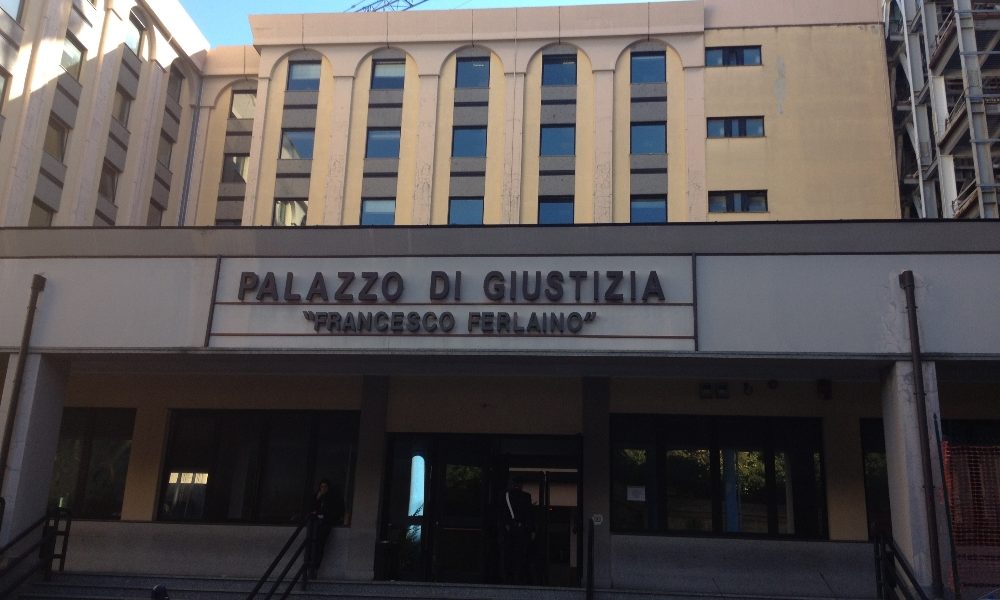 PALAZZO DI GIUSTIZIA
"FRANCESCO FERLAINO"